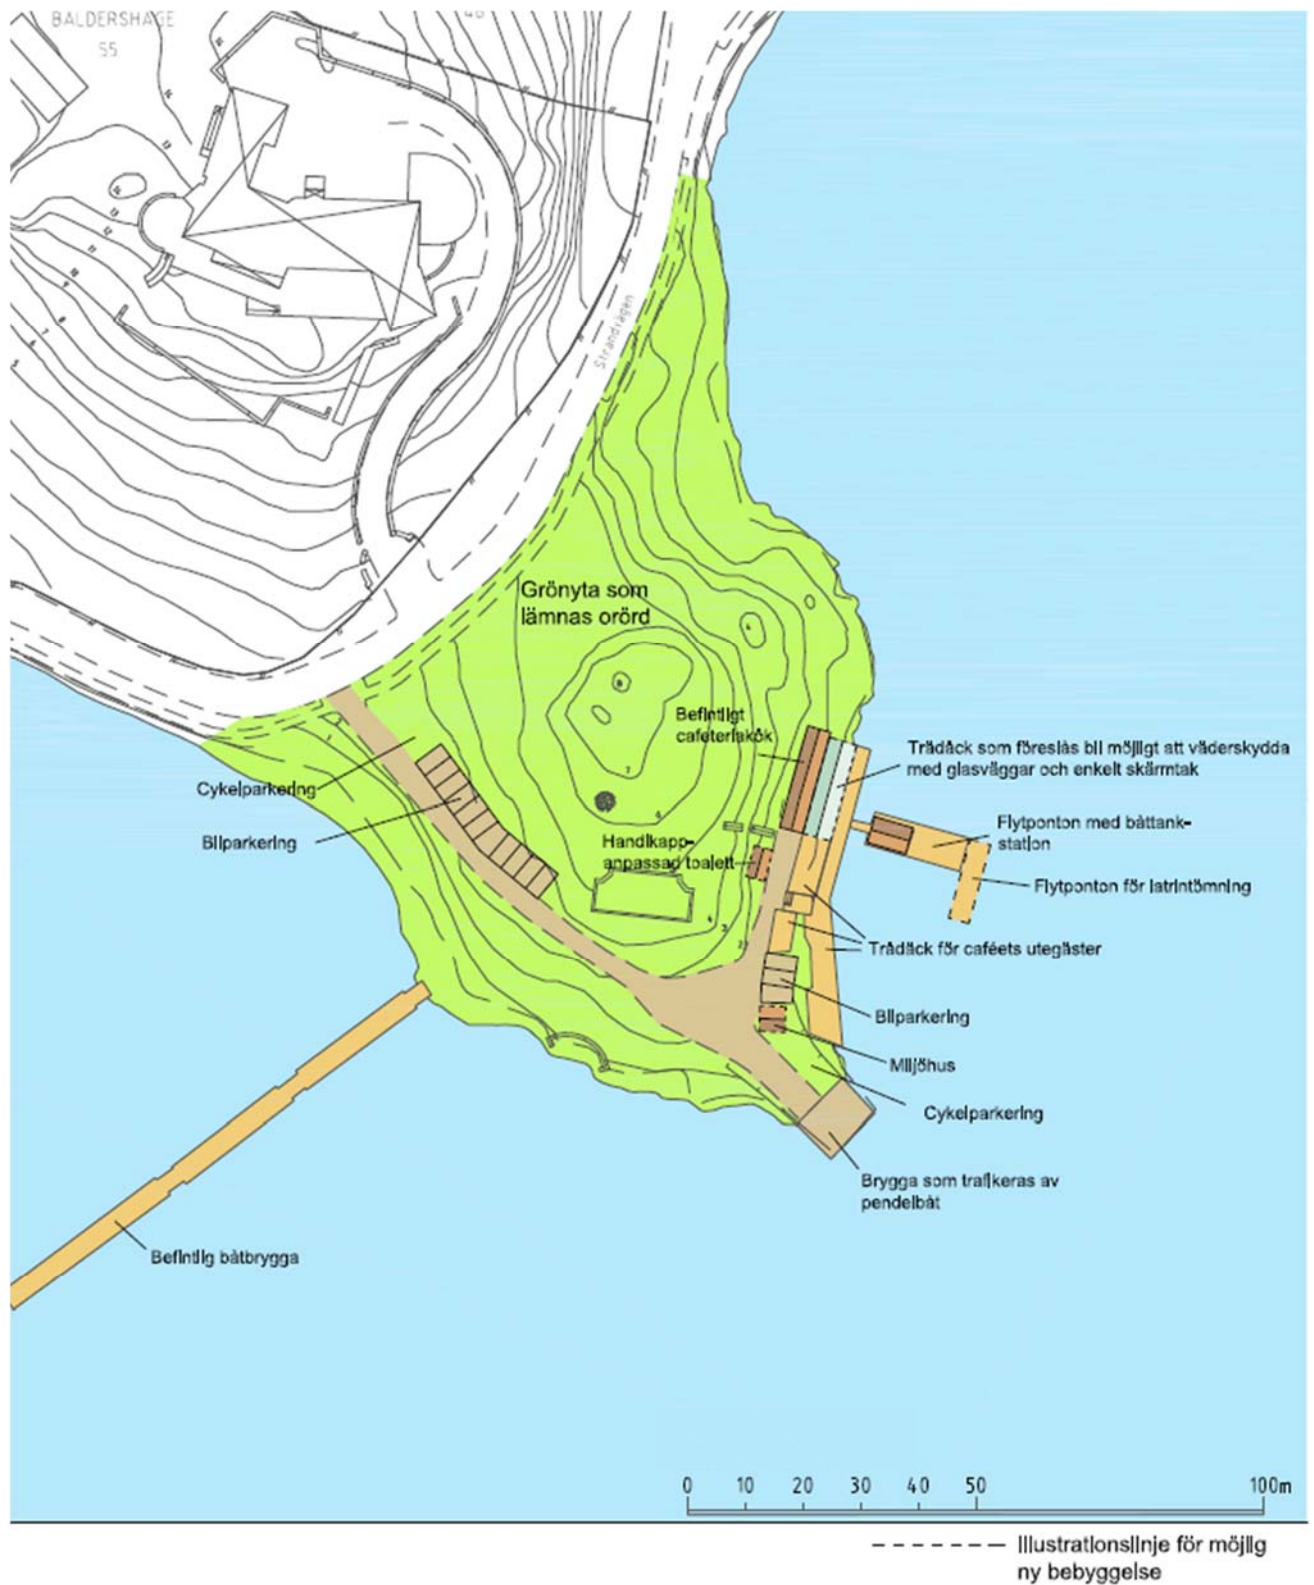 BALDERSHAGE
S5
Strandvägen
Grönyta som
lämnas orörd
Befintligt
cafeteriakök
Trädäck som föreslås bli möjligt att väderskydda
med glasväggar och enkelt skärmtak
Cykelparkering
Bilparkering
Handikapp-
anpassad toalett
Flytponton med båttank-
station
Flytponton för latrintömning
Trädäck för caféets utegäster
Bilparkering
Miljöhus
Cykelparkering
Brygga som trafikeras av
pendelbåt
Befintlig båtbrygga
0 10 20 30 40 50 100m
Illustrationslinje för möjlig
ny bebyggelse